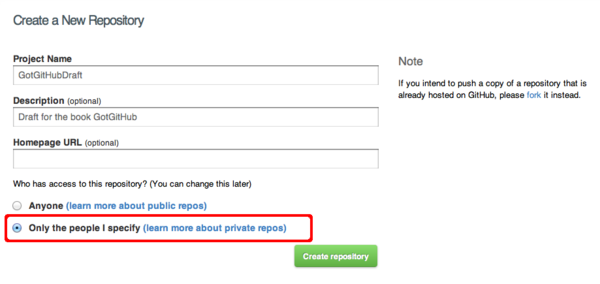 Create a New Repository
Project Name
GotGitHubDraft
Description (optional)
Draft for the book GotGitHub
Homepage URL (optional)
Who has access to this repository? (You can change this later)
Anyone (learn more about public repos)
Only the people I specify (learn more about private repos)
Create repository
Note
If you intend to push a copy of a repository that is
already hosted on GitHub, please fork it instead.